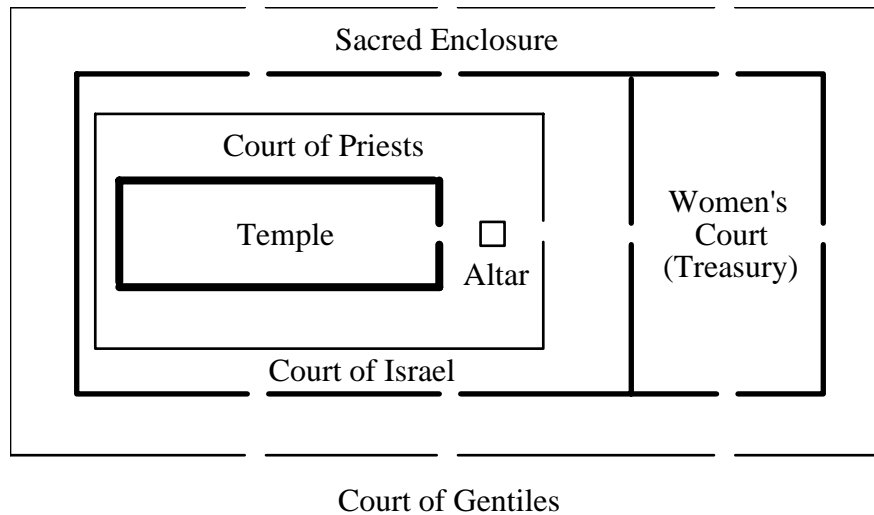 Sacred Enclosure
Court of Priests
Temple
Altar
Women's
Court
(Treasury)
Court of Israel
Court of Gentiles